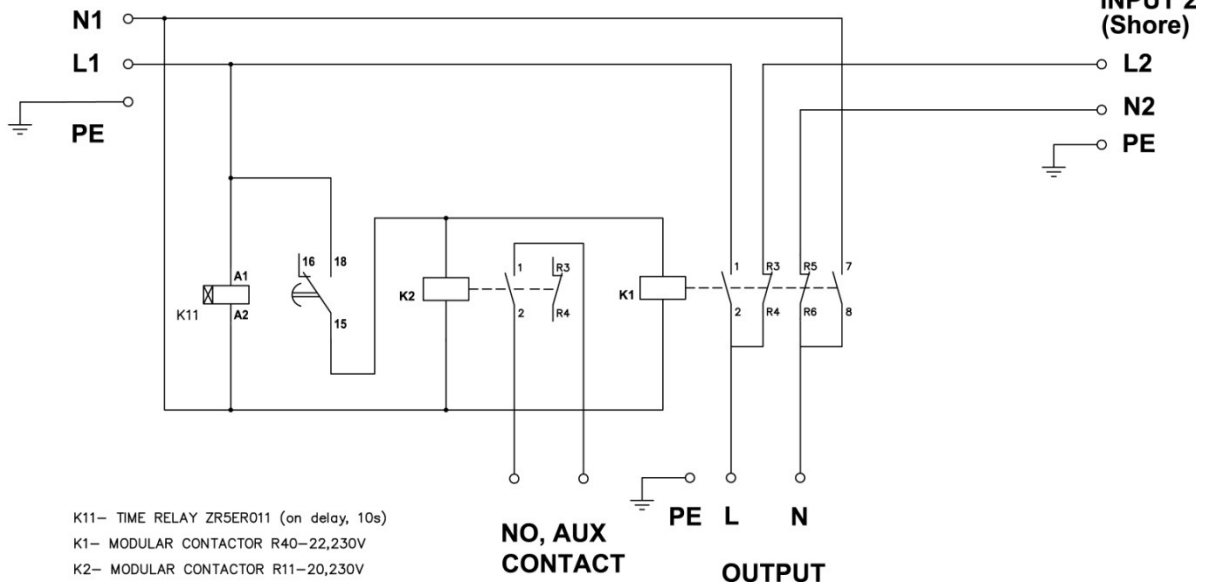 INPUT 2
(Shore)
N1
L1
L2
N2
PE
PE
16
18
A1
A2
K11
15
K2
1
2
R3
R4
K1
1
R3
R5
7
2
R4
R6
8
PE
L
N
NO, AUX
CONTACT
OUTPUT
K11– TIME RELAY ZR5ER011 (on delay, 10s)
K1– MODULAR CONTACTOR R40–22,230V
K2– MODULAR CONTACTOR R11–20,230V